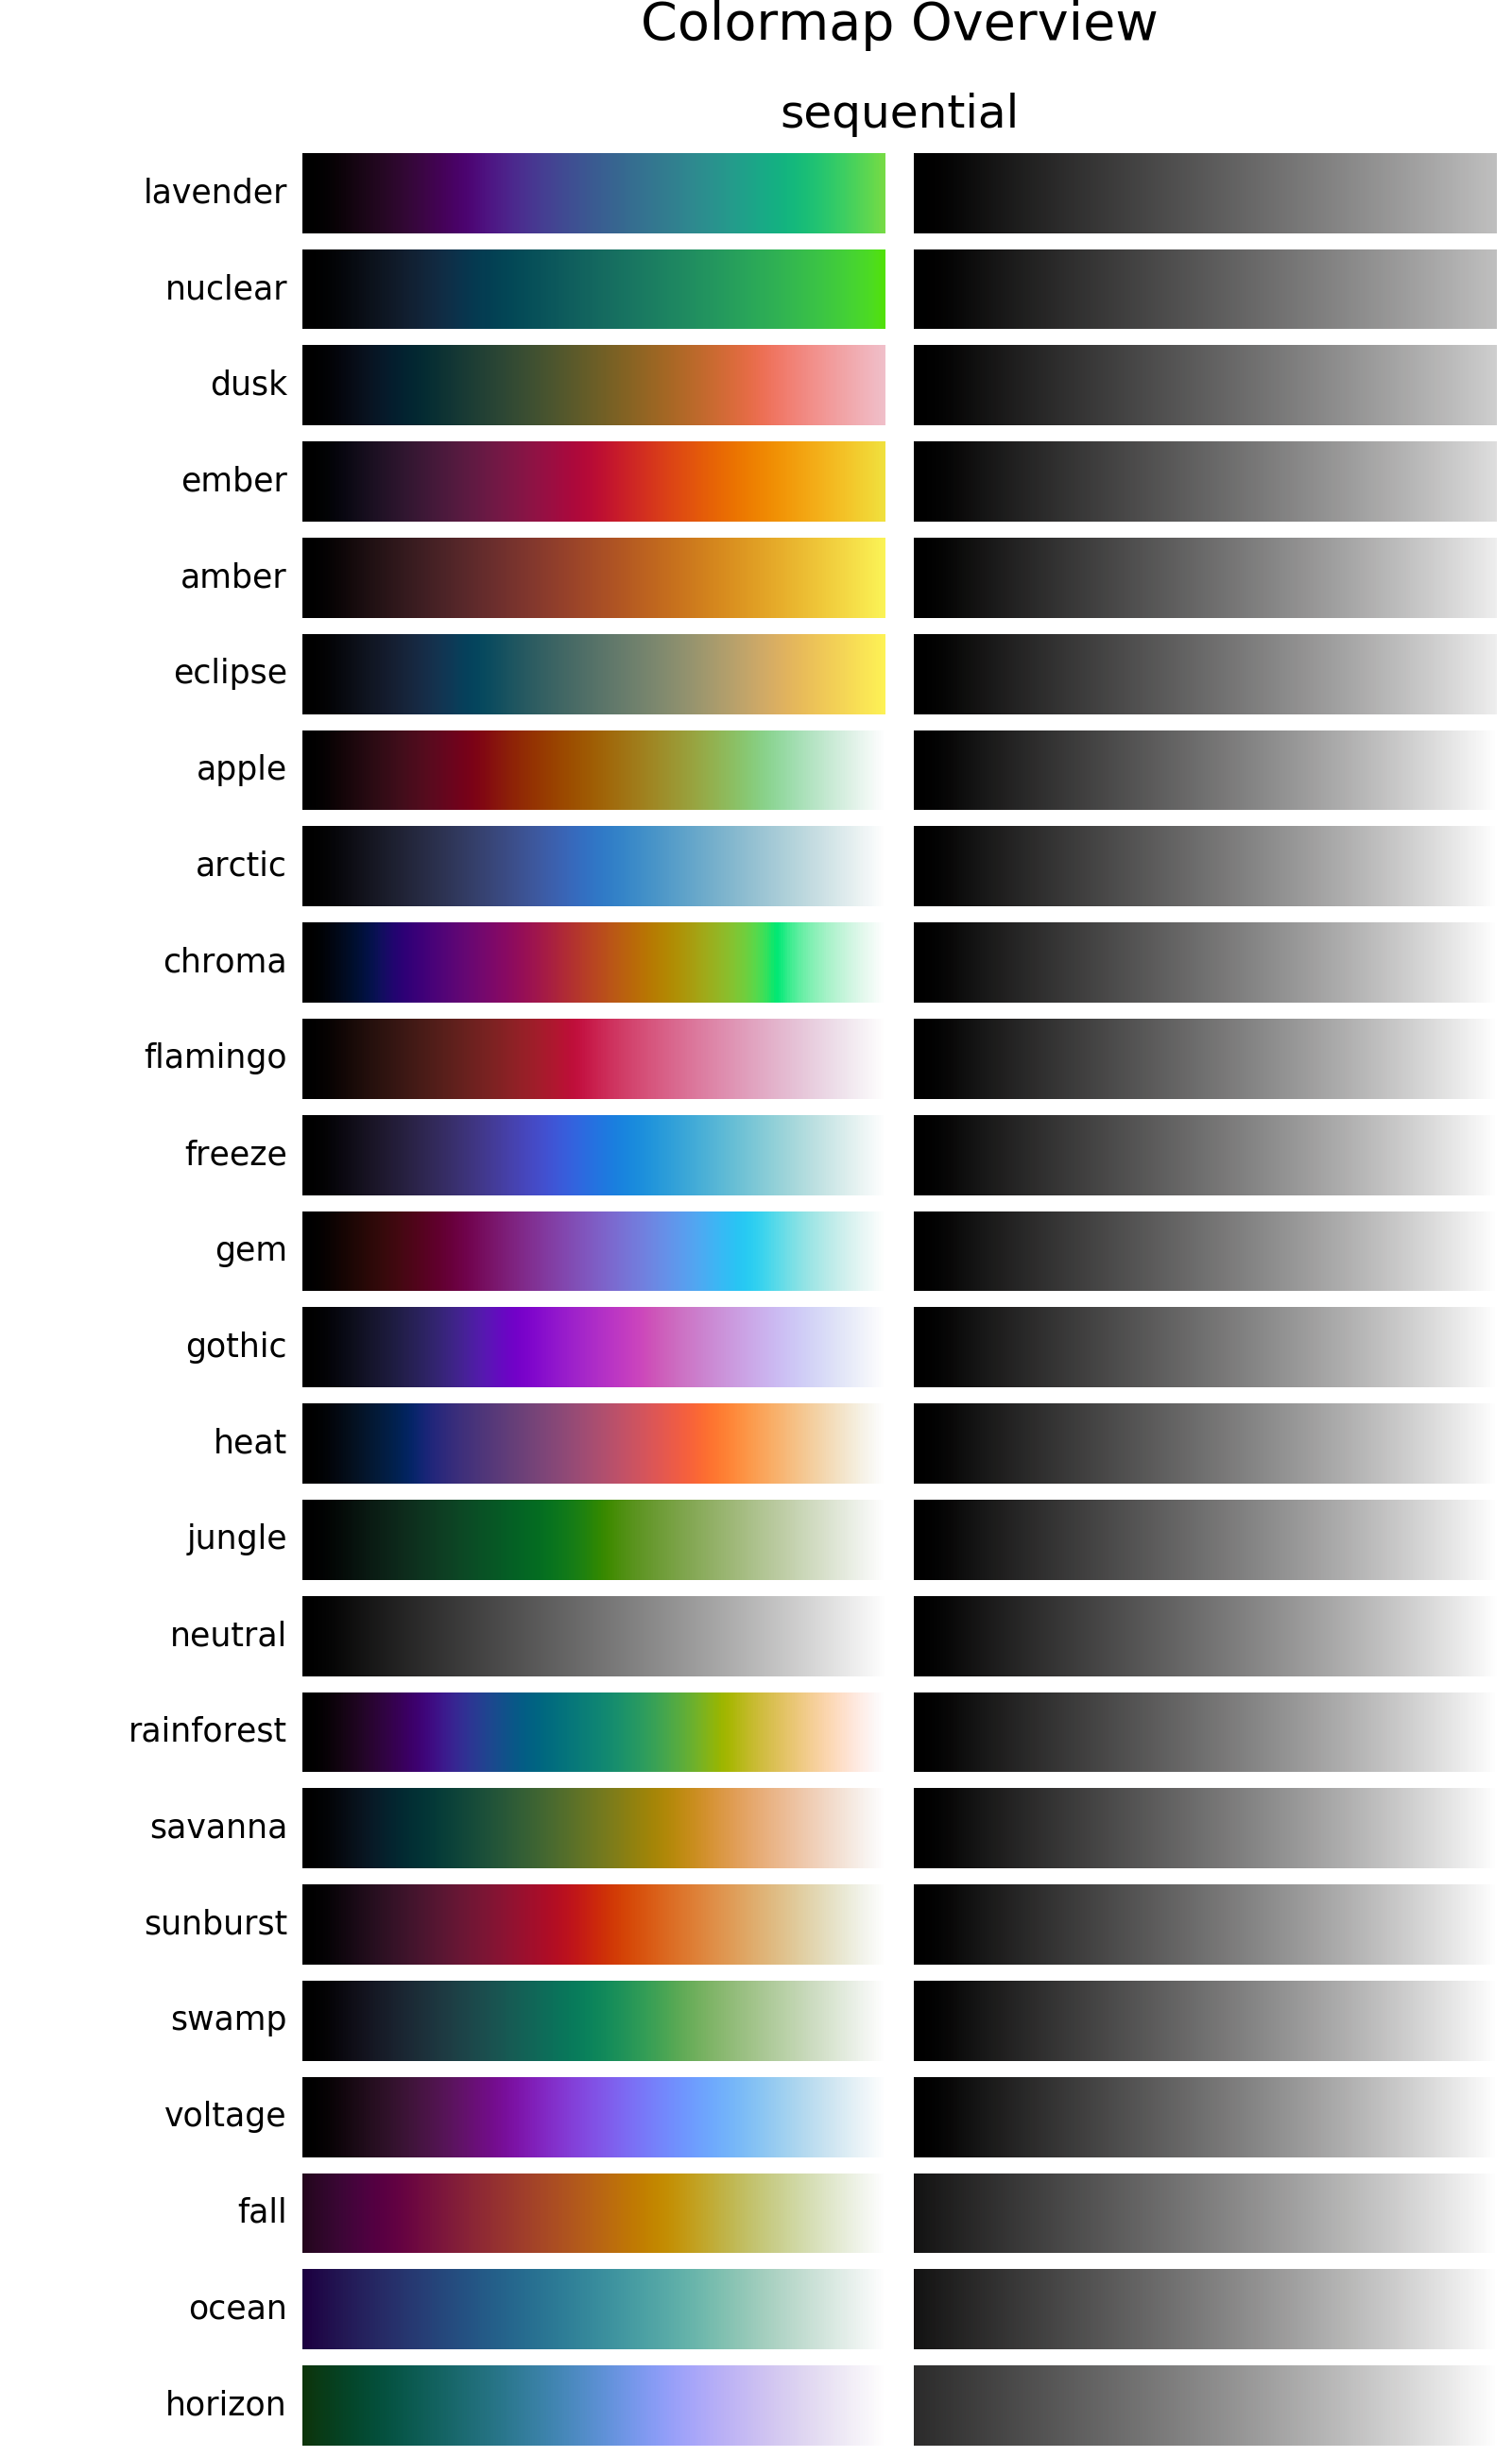 Colormap Overview
sequential
lavender
nuclear
dusk
ember
amber
eclipse
apple
arctic
chroma
flamingo
freeze
gem
gothic
heat
jungle
neutral
rainforest
savanna
sunburst
swamp
voltage
fall
ocean
horizon